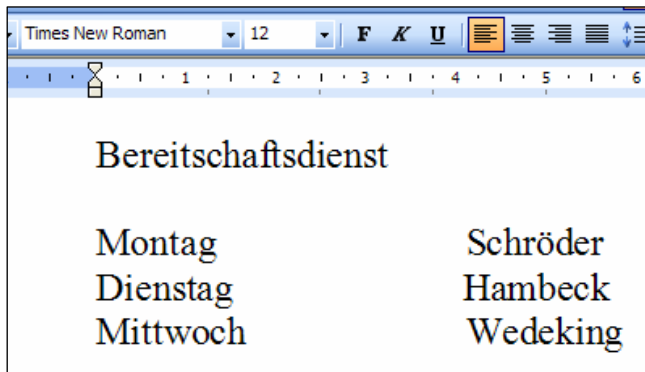 Times New Roman 12 F K U
1 2 3 4 5 6
Bereitschaftsdienst
Montag Schröder
Dienstag Hambeck
Mittwoch Wedeking